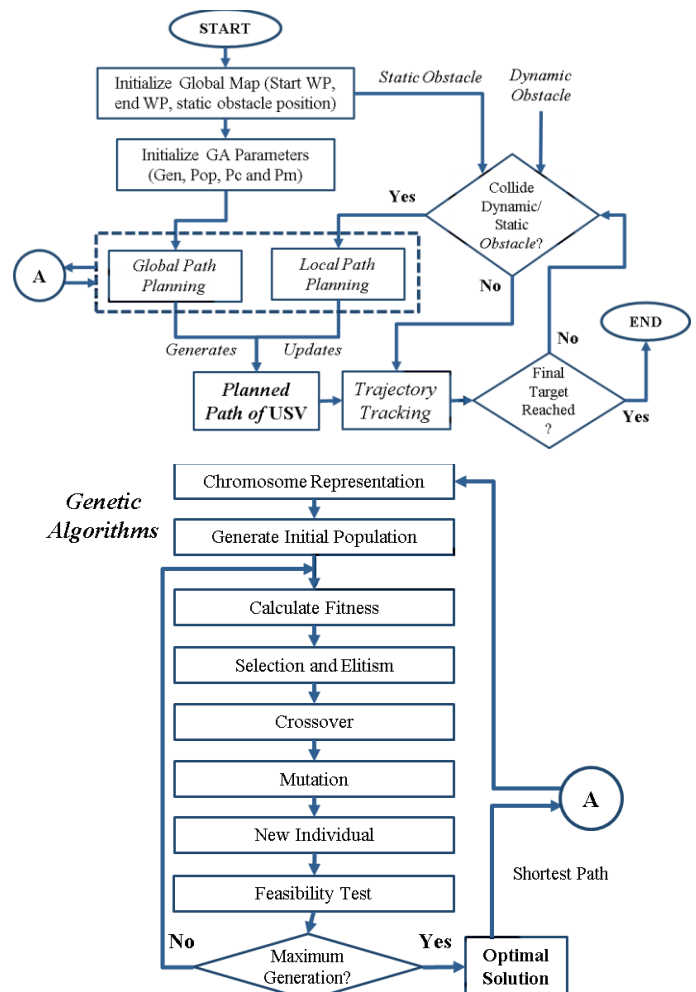 START
Initialize Global Map (Start WP,
end WP, static obstacle position)
Static Obstacle
Dynamic
Obstacle
Initialize GA Parameters
(Gen, Pop, Pc and Pm)
Yes
Collide
Dynamic/
Static
Obstacle?
A
Global Path
Planning
Local Path
Planning
No
Generates
Updates
No
END
Planned
Path of USV
Trajectory
Tracking
Final
Target
Reached
?
Yes
Genetic
Algorithms
Chromosome Representation
Generate Initial Population
Calculate Fitness
Selection and Elitism
Crossover
Mutation
A
New Individual
Shortest Path
Feasibility Test
No
Maximum
Generation?
Yes
Optimal
Solution